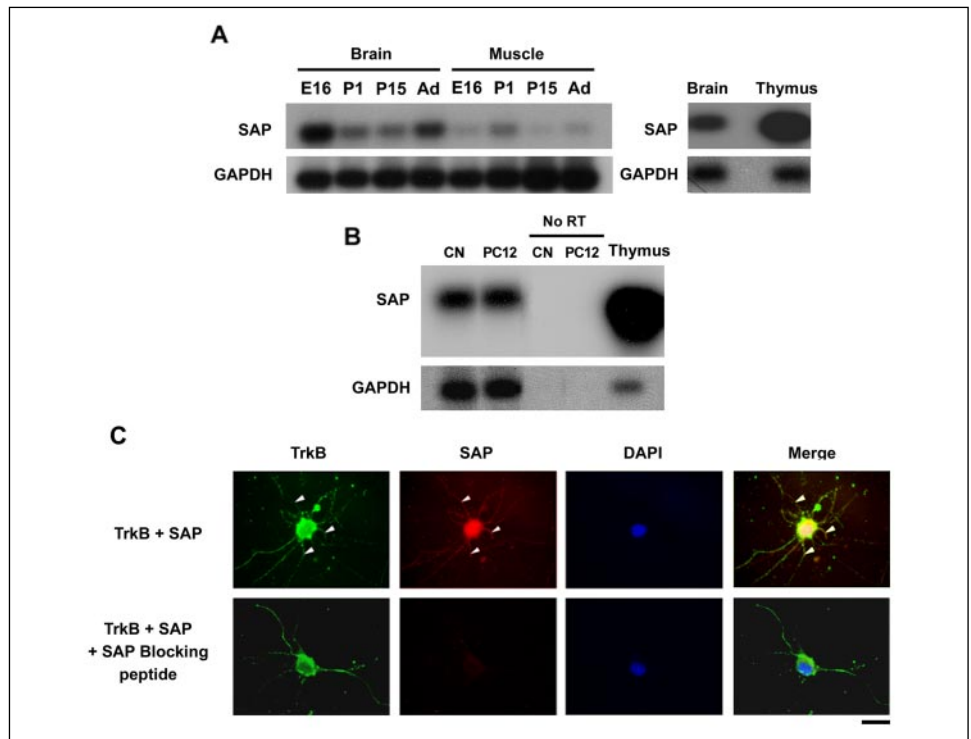 A
Brain Muscle
E16 P1 P15 Ad E16 P1 P15 Ad
SAP
GAPDH
Brain Thymus
SAP
GAPDH
B
No RT
CN PC12 CN PC12 Thymus
SAP
GAPDH
C
TrkB SAP DAPI Merge
TrkB + SAP
TrkB + SAP
+ SAP Blocking
peptide